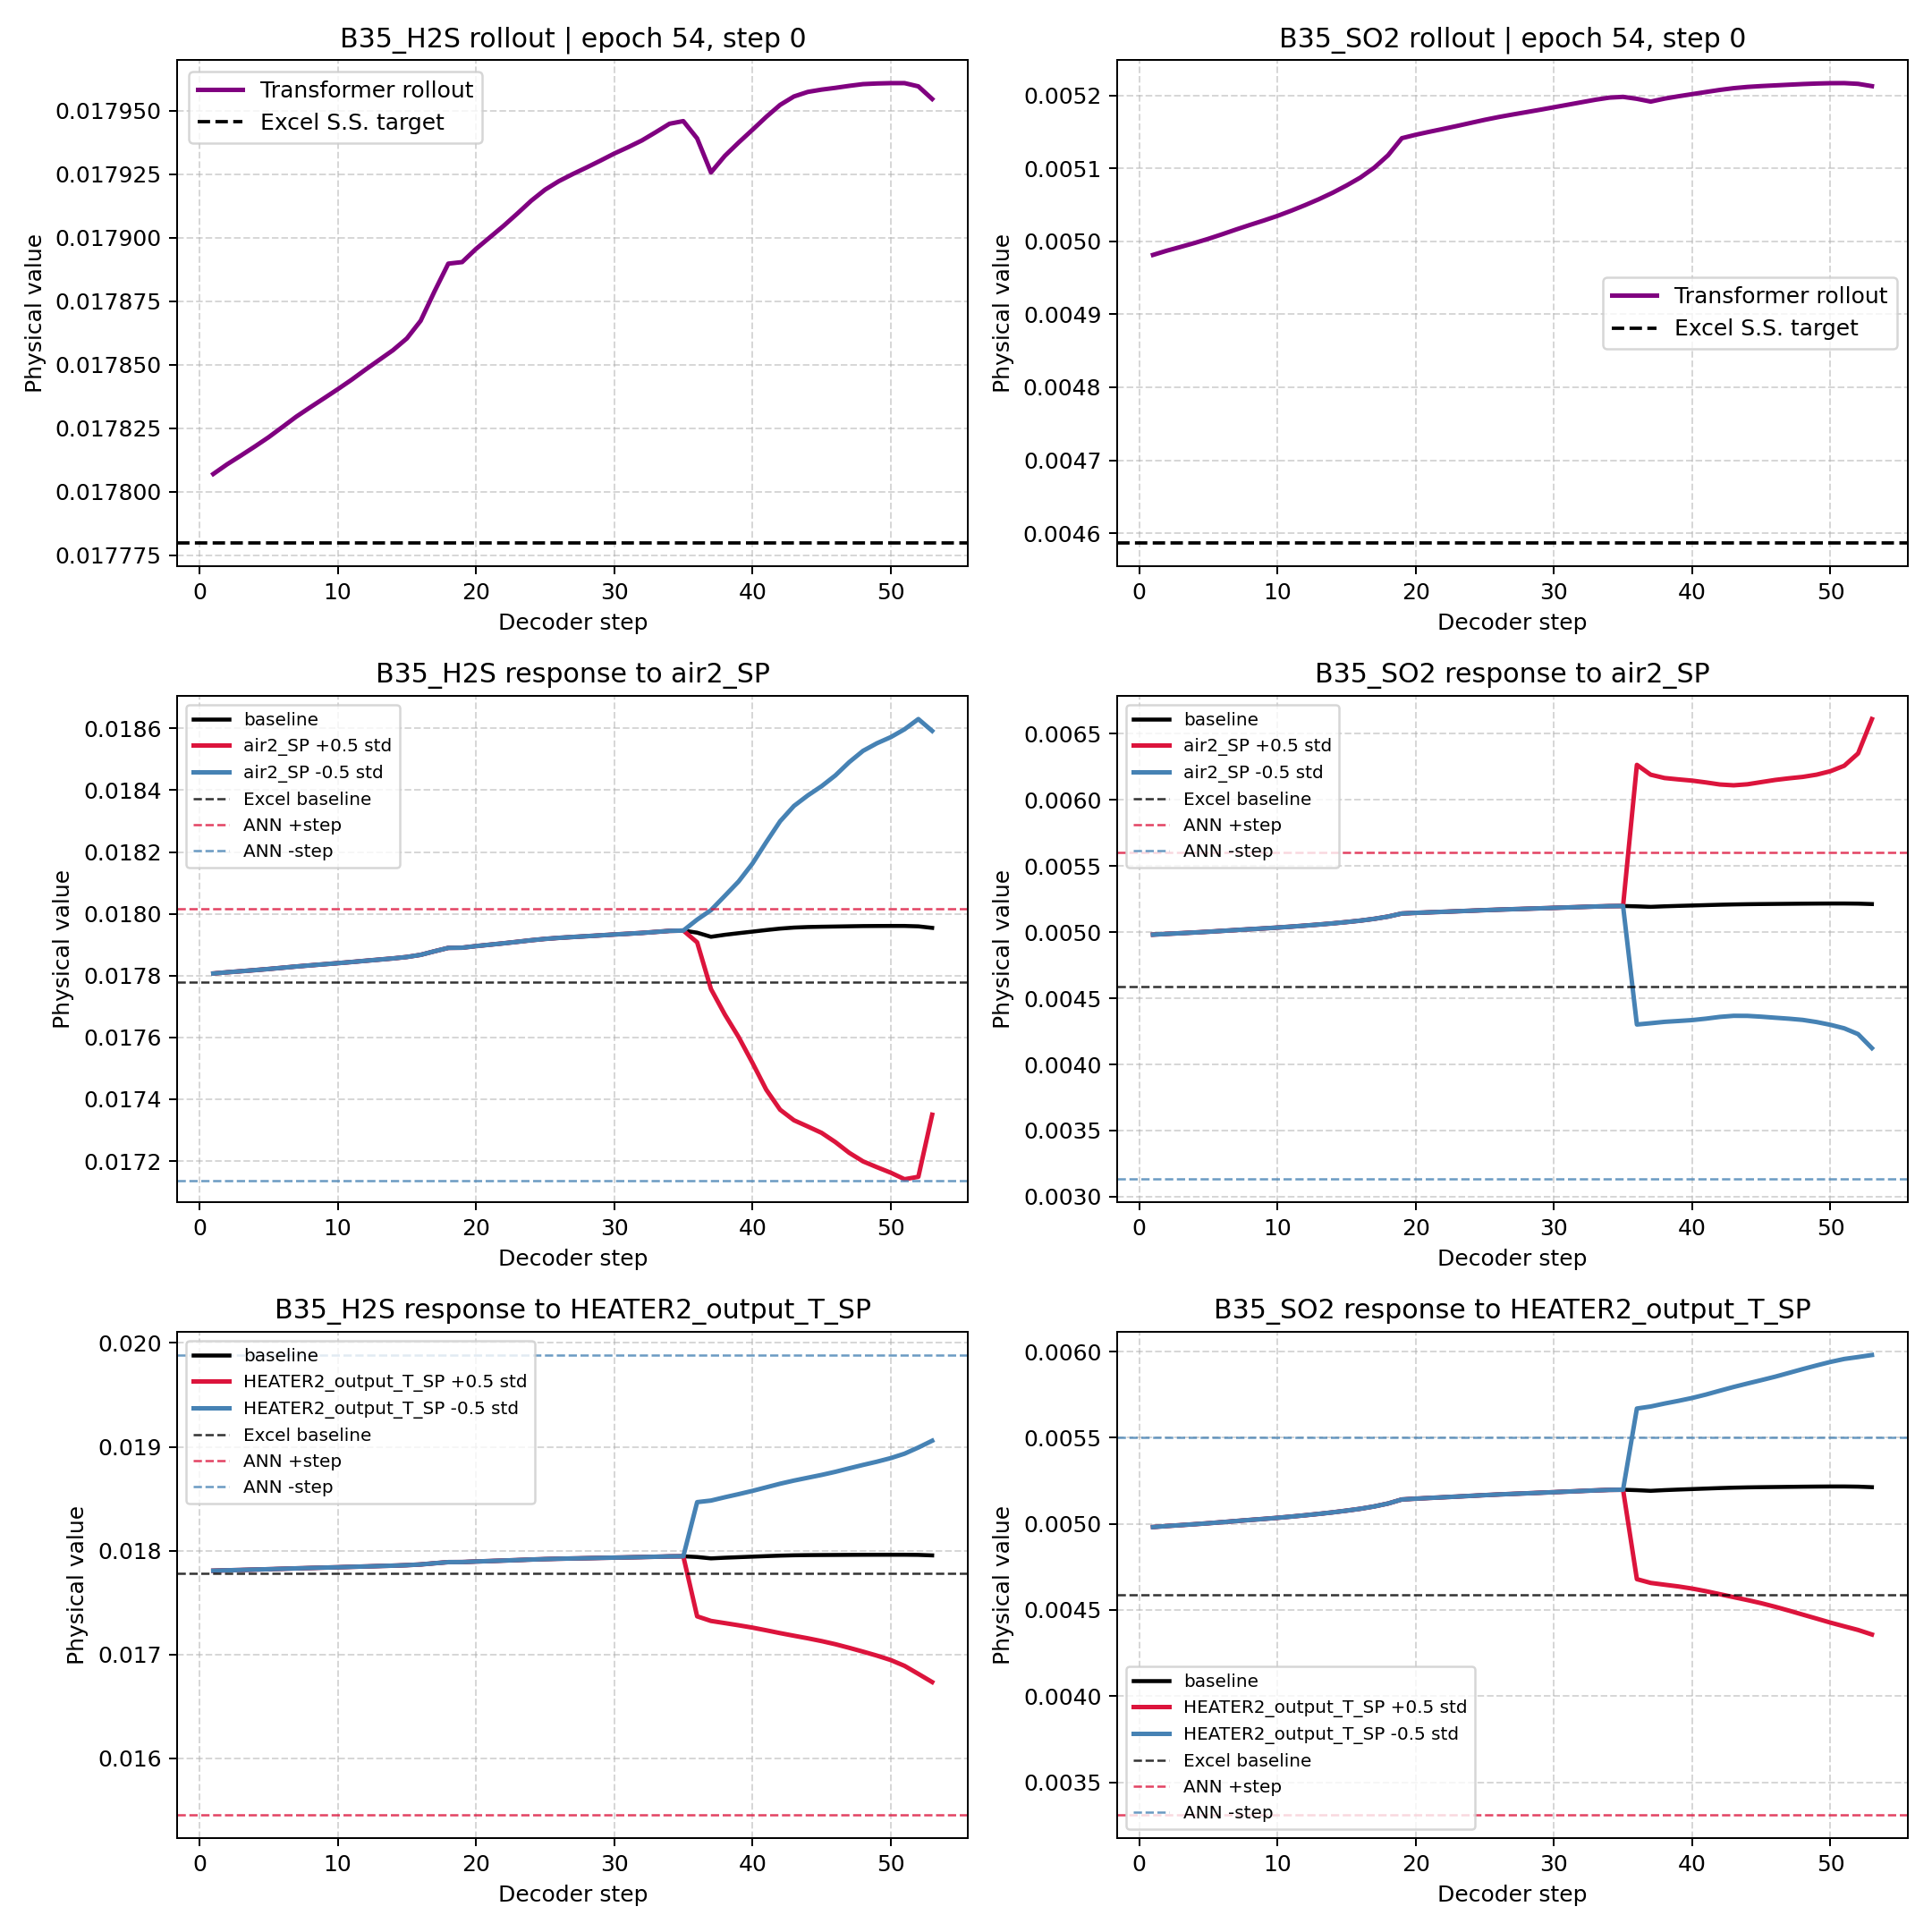 B35_H2S rollout | epoch 54, step 0
Physical value
0.017950
0.017925
0.017900
0.017875
0.017850
0.017825
0.017800
0.017775
Transformer rollout
Excel S.S. target
0 10 20 30 40 50
Decoder step
B35_SO2 rollout | epoch 54, step 0
Physical value
0.0052
0.0051
0.0050
0.0049
0.0048
0.0047
0.0046
Transformer rollout
Excel S.S. target
0 10 20 30 40 50
Decoder step
B35_H2S response to air2_SP
Physical value
0.0186
0.0184
0.0182
0.0180
0.0178
0.0176
0.0174
0.0172
baseline
air2_SP +0.5 std
air2_SP -0.5 std
Excel baseline
ANN +step
ANN -step
0 10 20 30 40 50
Decoder step
B35_SO2 response to air2_SP
Physical value
0.0065
0.0060
0.0055
0.0050
0.0045
0.0040
0.0035
0.0030
baseline
air2_SP +0.5 std
air2_SP -0.5 std
Excel baseline
ANN +step
ANN -step
0 10 20 30 40 50
Decoder step
B35_H2S response to HEATER2_output_T_SP
Physical value
0.020
0.019
0.018
0.017
0.016
baseline
HEATER2_output_T_SP +0.5 std
HEATER2_output_T_SP -0.5 std
Excel baseline
ANN +step
ANN -step
0 10 20 30 40 50
Decoder step
B35_SO2 response to HEATER2_output_T_SP
Physical value
0.0060
0.0055
0.0050
0.0045
0.0040
0.0035
baseline
HEATER2_output_T_SP +0.5 std
HEATER2_output_T_SP -0.5 std
Excel baseline
ANN +step
ANN -step
0 10 20 30 40 50
Decoder step